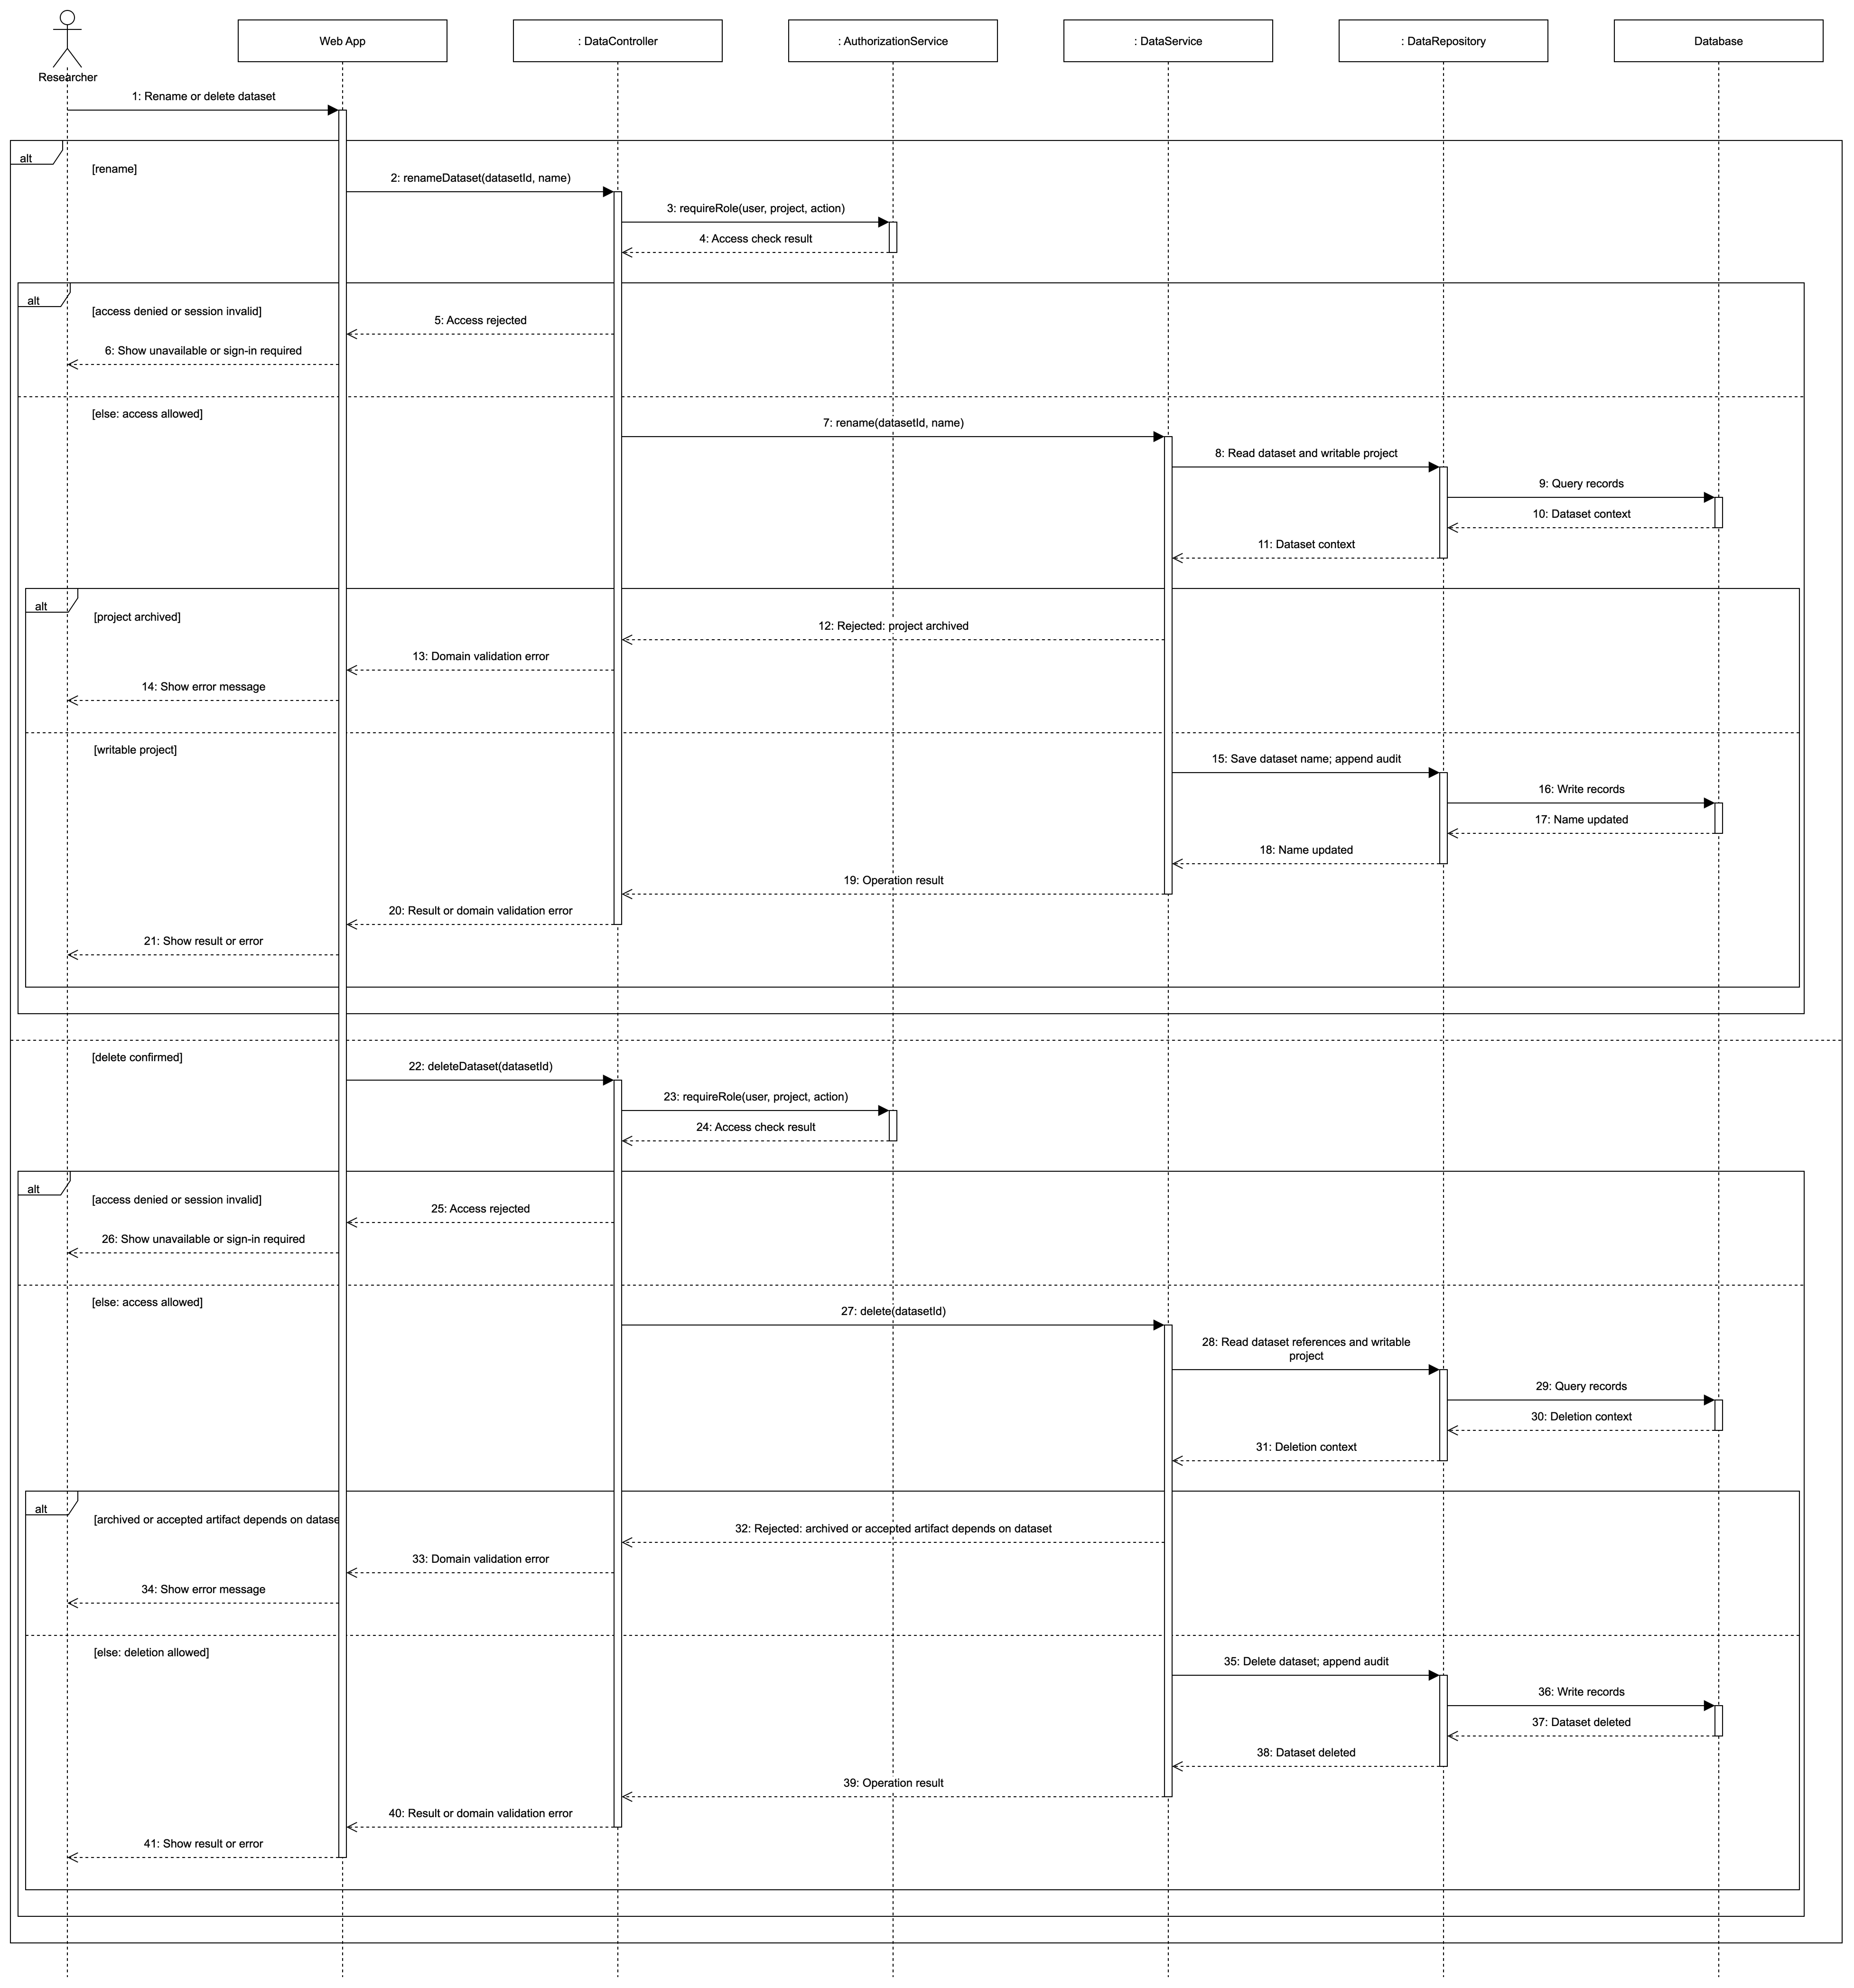 Researcher
Web App
: DataController
: AuthorizationService
: DataService
: DataRepository
Database
1: Rename or delete dataset
alt
[rename]
2: renameDataset(datasetId, name)
3: requireRole(user, project, action)
4: Access check result
alt
[access denied or session invalid]
5: Access rejected
6: Show unavailable or sign-in required
[else: access allowed]
7: rename(datasetId, name)
8: Read dataset and writable project
9: Query records
10: Dataset context
11: Dataset context
alt
[project archived]
12: Rejected: project archived
13: Domain validation error
14: Show error message
[writable project]
15: Save dataset name; append audit
16: Write records
17: Name updated
18: Name updated
19: Operation result
20: Result or domain validation error
21: Show result or error
[delete confirmed]
22: deleteDataset(datasetId)
23: requireRole(user, project, action)
24: Access check result
alt
[access denied or session invalid]
25: Access rejected
26: Show unavailable or sign-in required
[else: access allowed]
27: delete(datasetId)
28: Read dataset references and writable
project
29: Query records
30: Deletion context
31: Deletion context
alt
[archived or accepted artifact depends on datase
32: Rejected: archived or accepted artifact depends on dataset
33: Domain validation error
34: Show error message
[else: deletion allowed]
35: Delete dataset; append audit
36: Write records
37: Dataset deleted
38: Dataset deleted
39: Operation result
40: Result or domain validation error
41: Show result or error